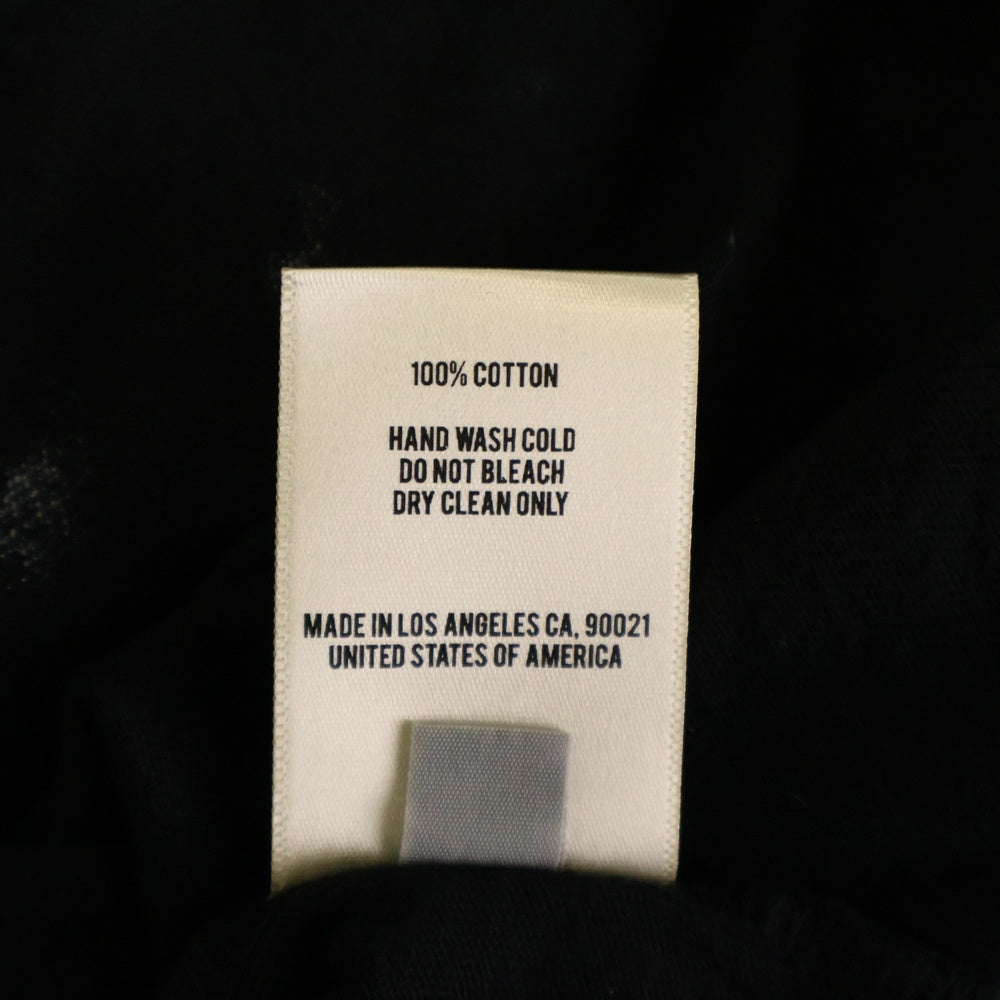 100% COTTON
HAND WASH COLD
DO NOT BLEACH
DRY CLEAN ONLY
MADE IN LOS ANGELES CA, 90021
UNITED STATES OF AMERICA